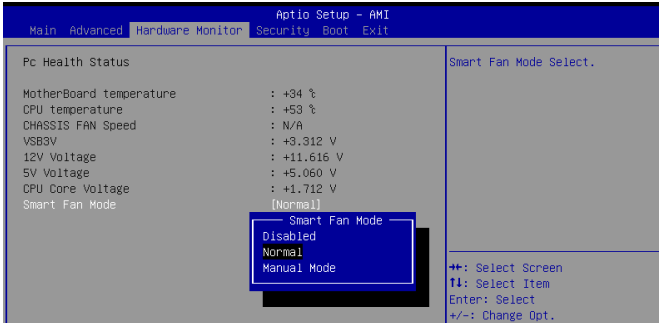 Aptio Setup - AMI
Main Advanced Hardware Monitor Security Boot Exit
Pc Health Status
MotherBoard temperature : +34 ℃
CPU temperature : +53 ℃
CHASSIS FAN Speed : N/A
VSB3V : +3.312 V
12V Voltage : +11.616 V
5V Voltage : +5.060 V
CPU Core Voltage : +1.712 V
Smart Fan Mode [Normal]
Smart Fan Mode
Disabled
Normal
Manual Mode
Smart Fan Mode Select.
→←: Select Screen
↑↓: Select Item
Enter: Select
+/-: Change Opt.